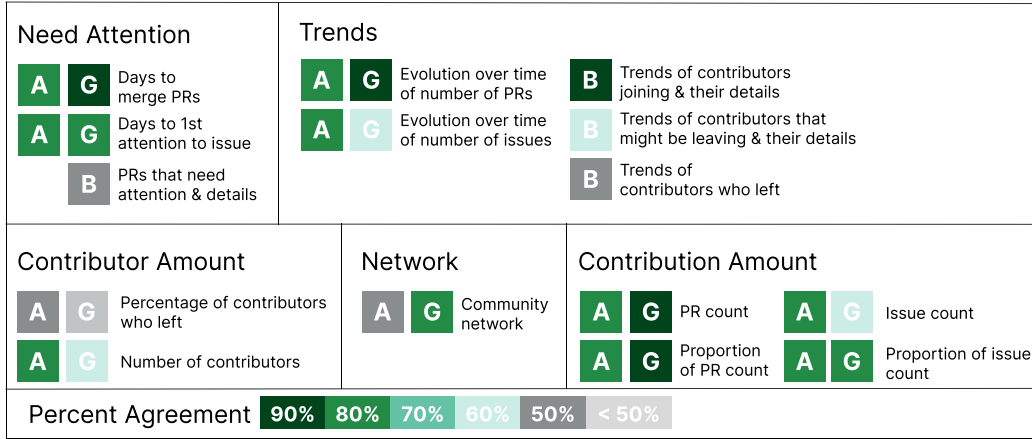 Need Attention
A G Days to
merge PRs
A G Days to 1st
attention to issue
B PRs that need
attention & details
Trends
A G Evolution over time
of number of PRs
A G Evolution over time
of number of issues
B Trends of contributors
joining & their details
B Trends of contributors that
might be leaving & their details
B Trends of
contributors who left
Contributor Amount
A G Percentage of contributors
who left
A G Number of contributors
Network
A G Community
network
Contribution Amount
A G PR count
A G Proportion
of PR count
A G Issue count
A G Proportion of issue
count
Percent Agreement 90% 80% 70% 60% 50% < 50%